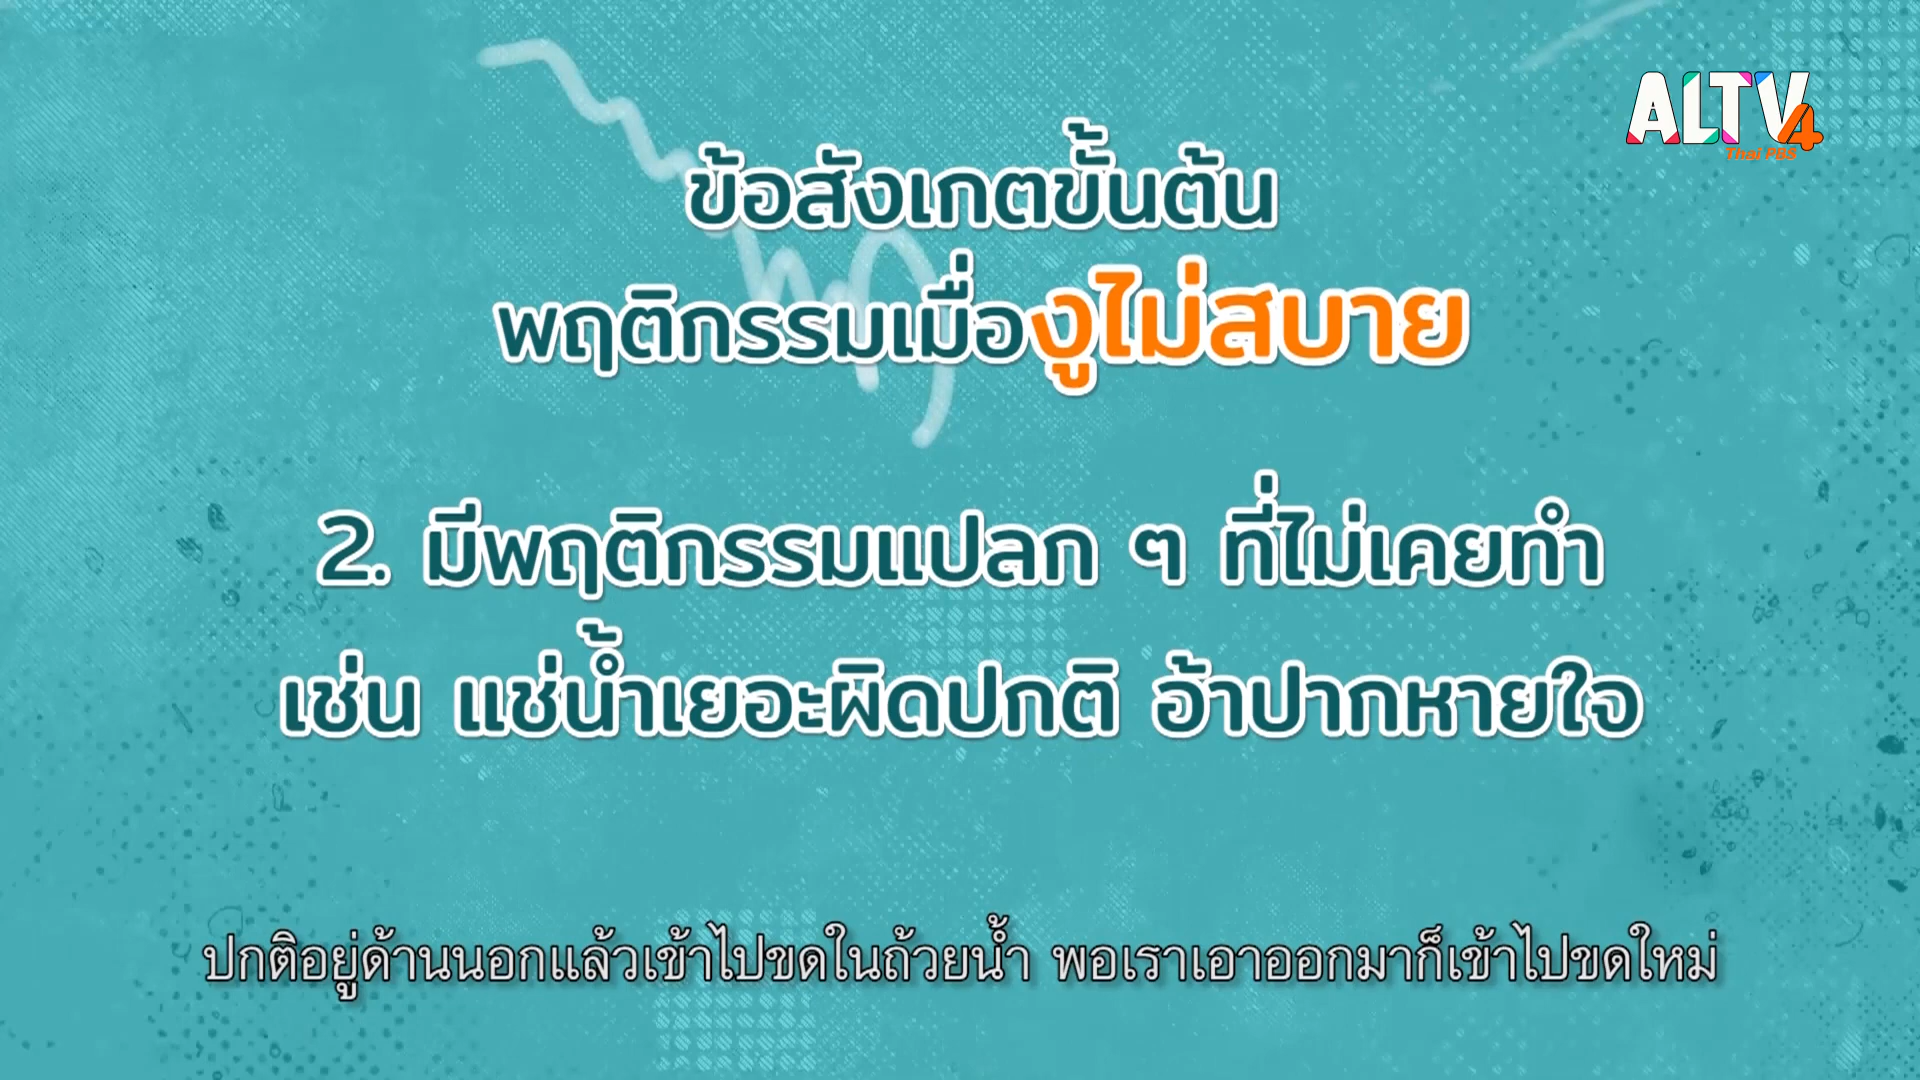 ALTV4
Thai PBS
ข้อสังเกตขั้นต้น
พฤติกรรมเมื่องูไม่สบาย
2. มีพฤติกรรมแปลก ๆ ที่ไม่เคยทำ
เช่น แช่น้ำเยอะผิดปกติ อ้าปากหายใจ
ปกติอยู่ด้านนอกแล้วเข้าไปขดในถ้วยน้ำ พอเราเอาออกมาก็เข้าไปขดใหม่